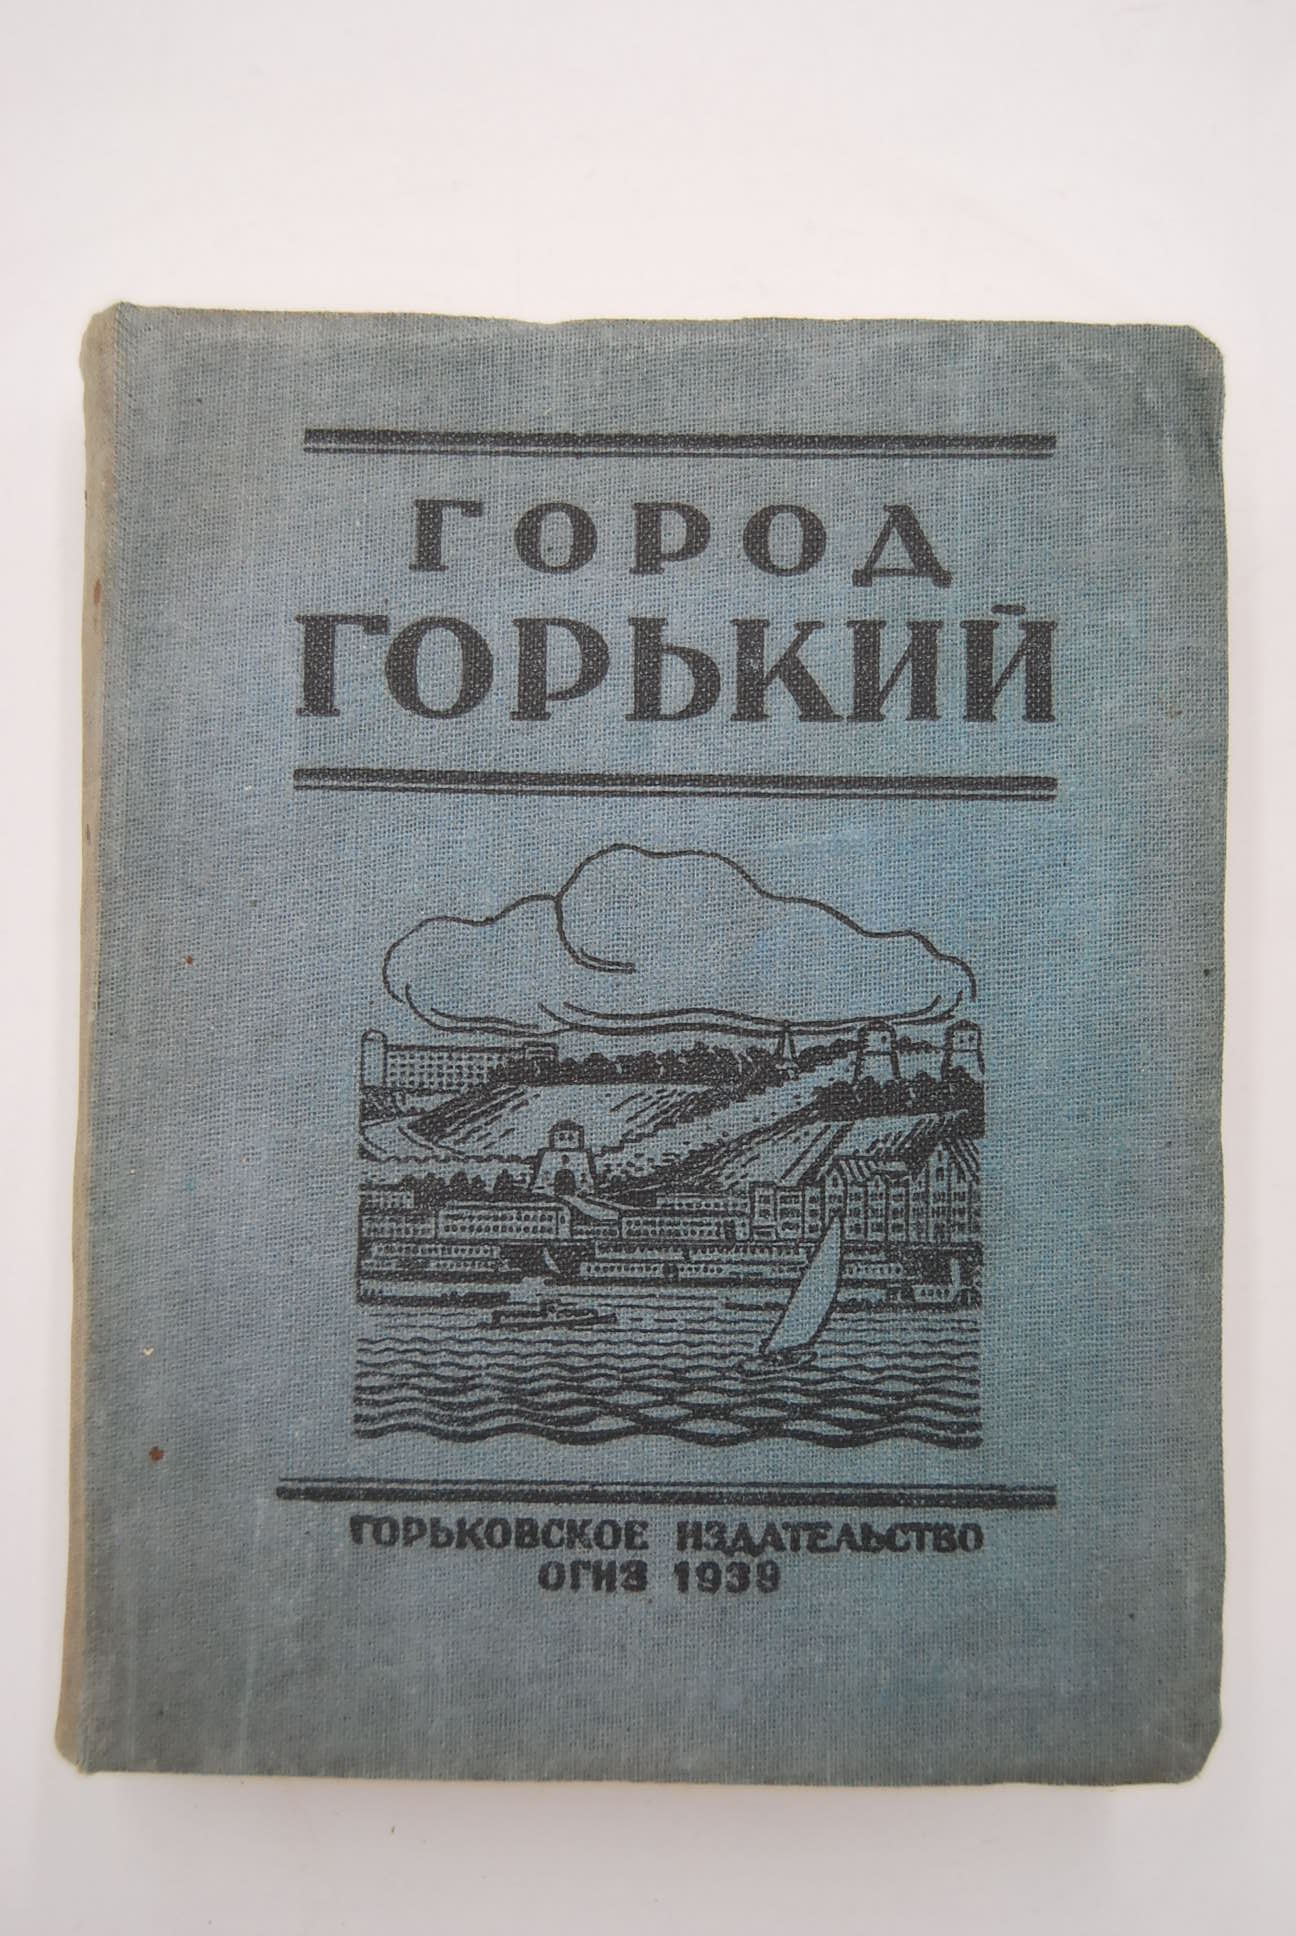 ГОРОД
ГОРЬКИЙ
ГОРЬКОВСКОЕ ИЗДАТЕЛЬСТВО
ОГИЗ 1939